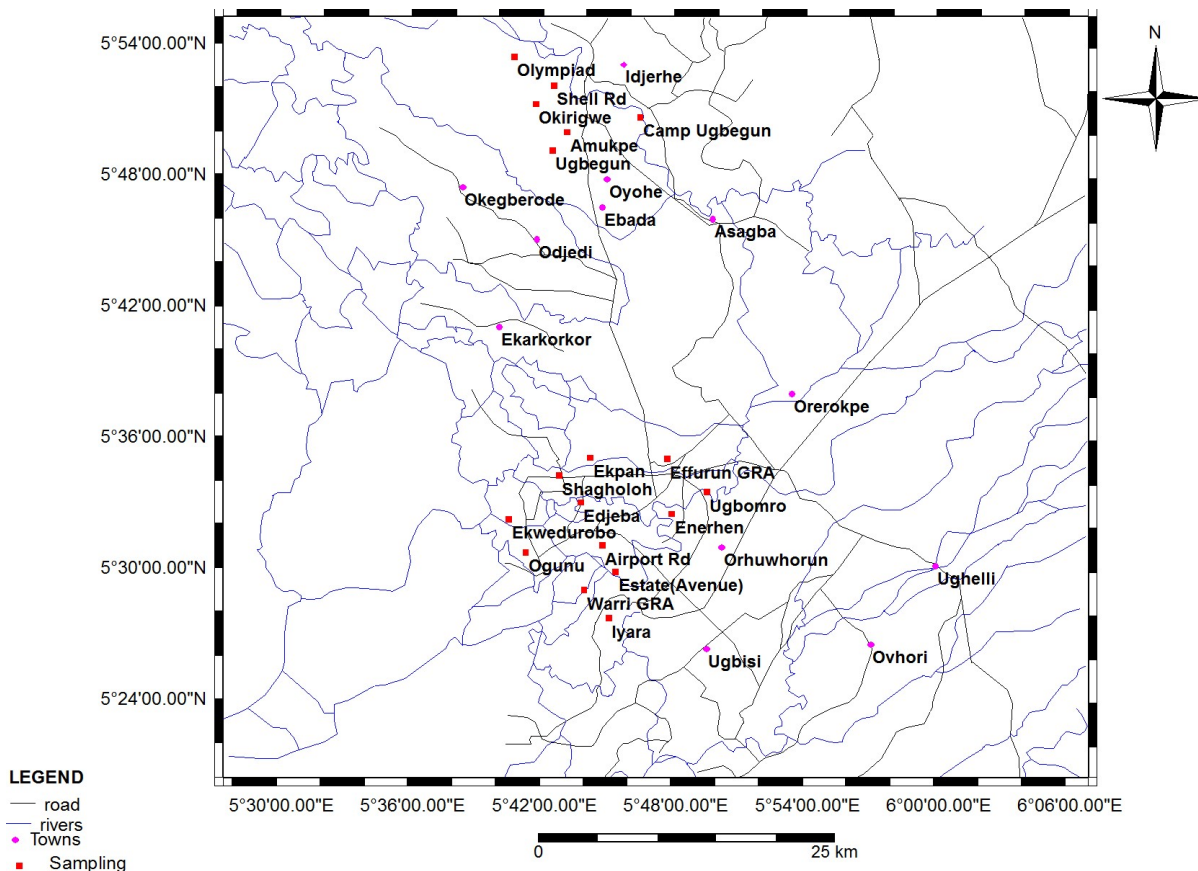 N
5°54'00.00"N
5°48'00.00"N
5°42'00.00"N
5°36'00.00"N
5°30'00.00"N
5°24'00.00"N
Olympiad
Idjerhe
Shell Rd
Okirigwe
Camp Ugbegun
Amukpe
Ugbegun
Okegberode
Oyohe
Ebada
Asagba
Odjedi
Ekarkorkor
Orerokpe
Ekpan
Effurun GRA
Shagholoh
Ugbomro
Edjeba
Enerhen
Ekwedurobo
Airport Rd
Orhuwhorun
Ogunu
Ughelli
Estate(Avenue)
Warri GRA
Iyara
Ugbisi
Ovhori
5°30'00.00"E
5°36'00.00"E
5°42'00.00"E
5°48'00.00"E
5°54'00.00"E
6°00'00.00"E
6°06'00.00"E
LEGEND
road
rivers
Towns
Sampling
0
25 km